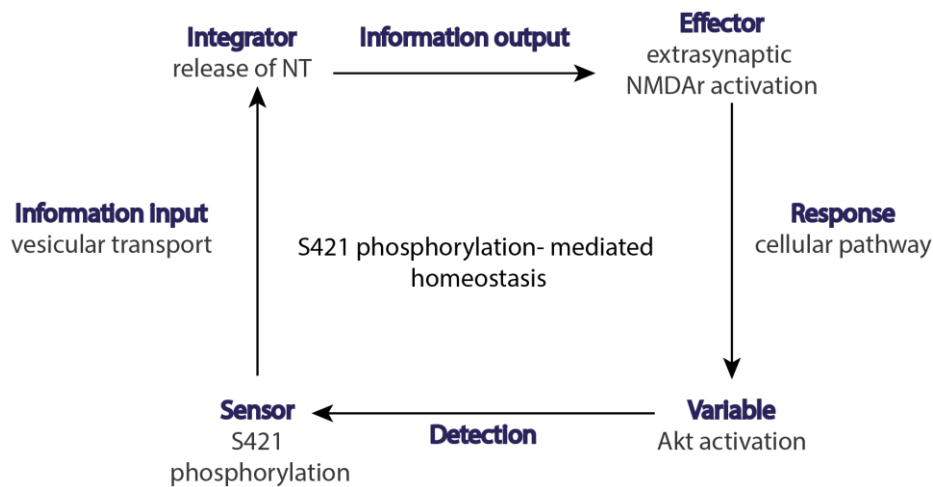 Integrator
release of NT
Information output
Effector
extrasynaptic
NMDAr activation
Information input
vesicular transport
S421 phosphorylation- mediated
homeostasis
Response
cellular pathway
Sensor
S421
phosphorylation
Detection
Variable
Akt activation